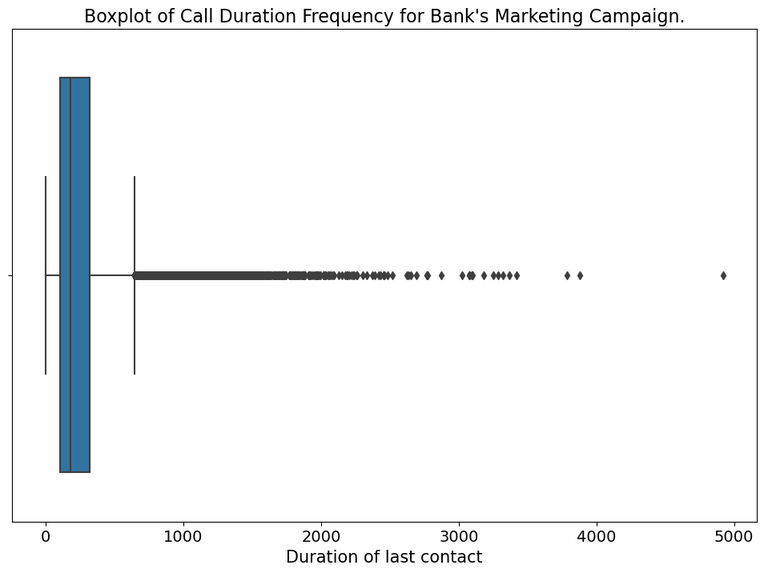 Boxplot of Call Duration Frequency for Bank's Marketing Campaign.
0 1000 2000 3000 4000 5000
Duration of last contact